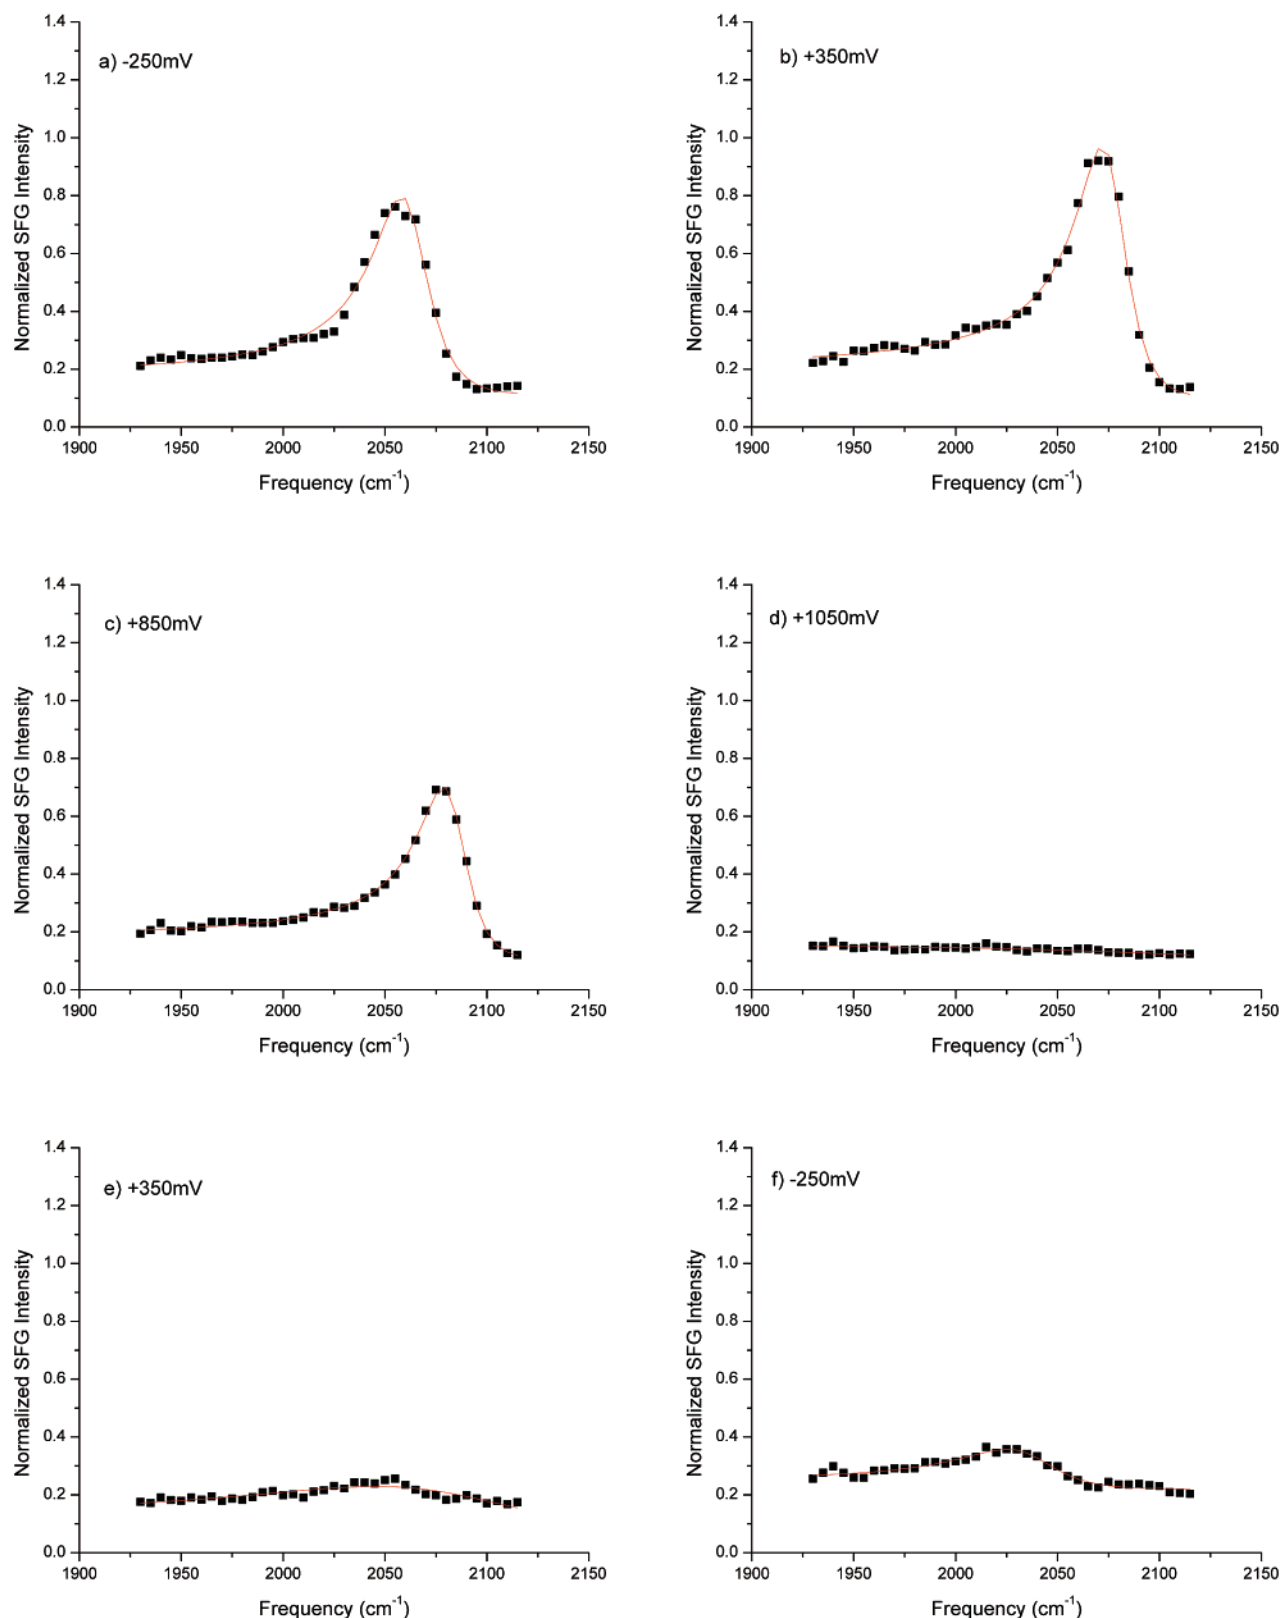 a) -250mV
Normalized SFG Intensity
1.4
1.2
1.0
0.8
0.6
0.4
0.2
0.0
1900 1950 2000 2050 2100 2150
Frequency (cm⁻¹)
b) +350mV
Normalized SFG Intensity
1.4
1.2
1.0
0.8
0.6
0.4
0.2
0.0
1900 1950 2000 2050 2100 2150
Frequency (cm⁻¹)
c) +850mV
Normalized SFG Intensity
1.4
1.2
1.0
0.8
0.6
0.4
0.2
0.0
1900 1950 2000 2050 2100 2150
Frequency (cm⁻¹)
d) +1050mV
Normalized SFG Intensity
1.4
1.2
1.0
0.8
0.6
0.4
0.2
0.0
1900 1950 2000 2050 2100 2150
Frequency (cm⁻¹)
e) +350mV
Normalized SFG Intensity
1.4
1.2
1.0
0.8
0.6
0.4
0.2
0.0
1900 1950 2000 2050 2100 2150
Frequency (cm⁻¹)
f) -250mV
Normalized SFG Intensity
1.4
1.2
1.0
0.8
0.6
0.4
0.2
0.0
1900 1950 2000 2050 2100 2150
Frequency (cm⁻¹)